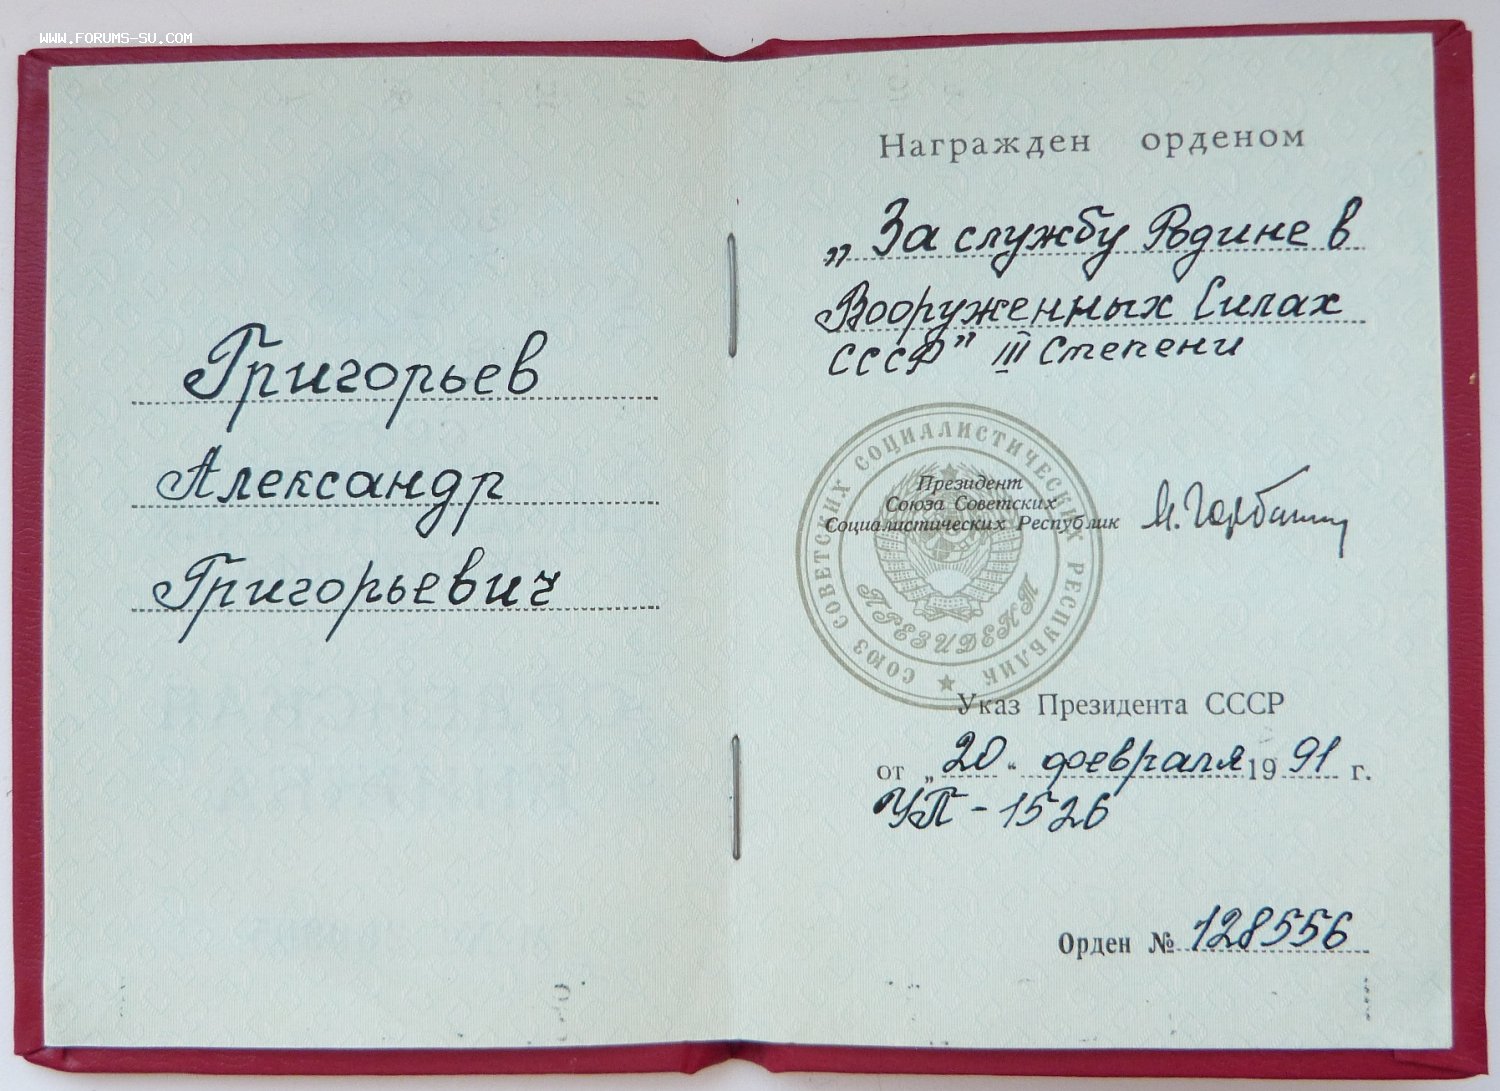 WWW.FORUMS-SU.COM
Григорьев
Александр
Григорьевич
Награжден орденом
„За службу Родине в
Вооруженных Силах
СССР" III Степени
Президент
Союза Советских
Социалистических Республик М. Горбачев
СОЮЗ СОВЕТСКИХ СОЦИАЛИСТИЧЕСКИХ РЕСПУБЛИК
ПРЕЗИДЕНТ
Указ Президента СССР
от „20" февраля 1991 г.
УП-1526
Орден № 128556